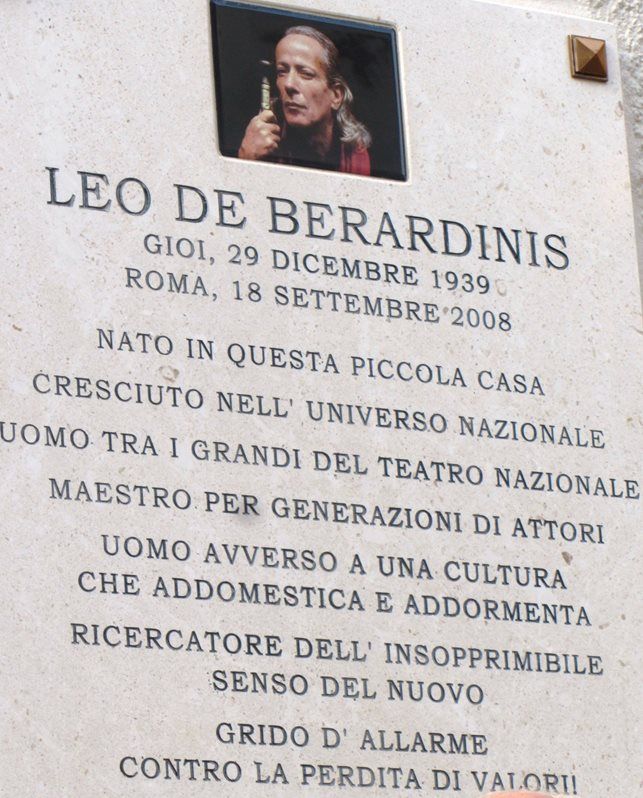 LEO DE BERARDINIS
GIOI, 29 DICEMBRE 1939
ROMA, 18 SETTEMBRE 2008
NATO IN QUESTA PICCOLA CASA
CRESCIUTO NELL' UNIVERSO NAZIONALE
UOMO TRA I GRANDI DEL TEATRO NAZIONALE
MAESTRO PER GENERAZIONI DI ATTORI
UOMO AVVERSO A UNA CULTURA
CHE ADDOMESTICA E ADDORMENTA
RICERCATORE DELL' INSOPPRIMIBILE
SENSO DEL NUOVO
GRIDO D' ALLARME
CONTRO LA PERDITA DI VALORI!